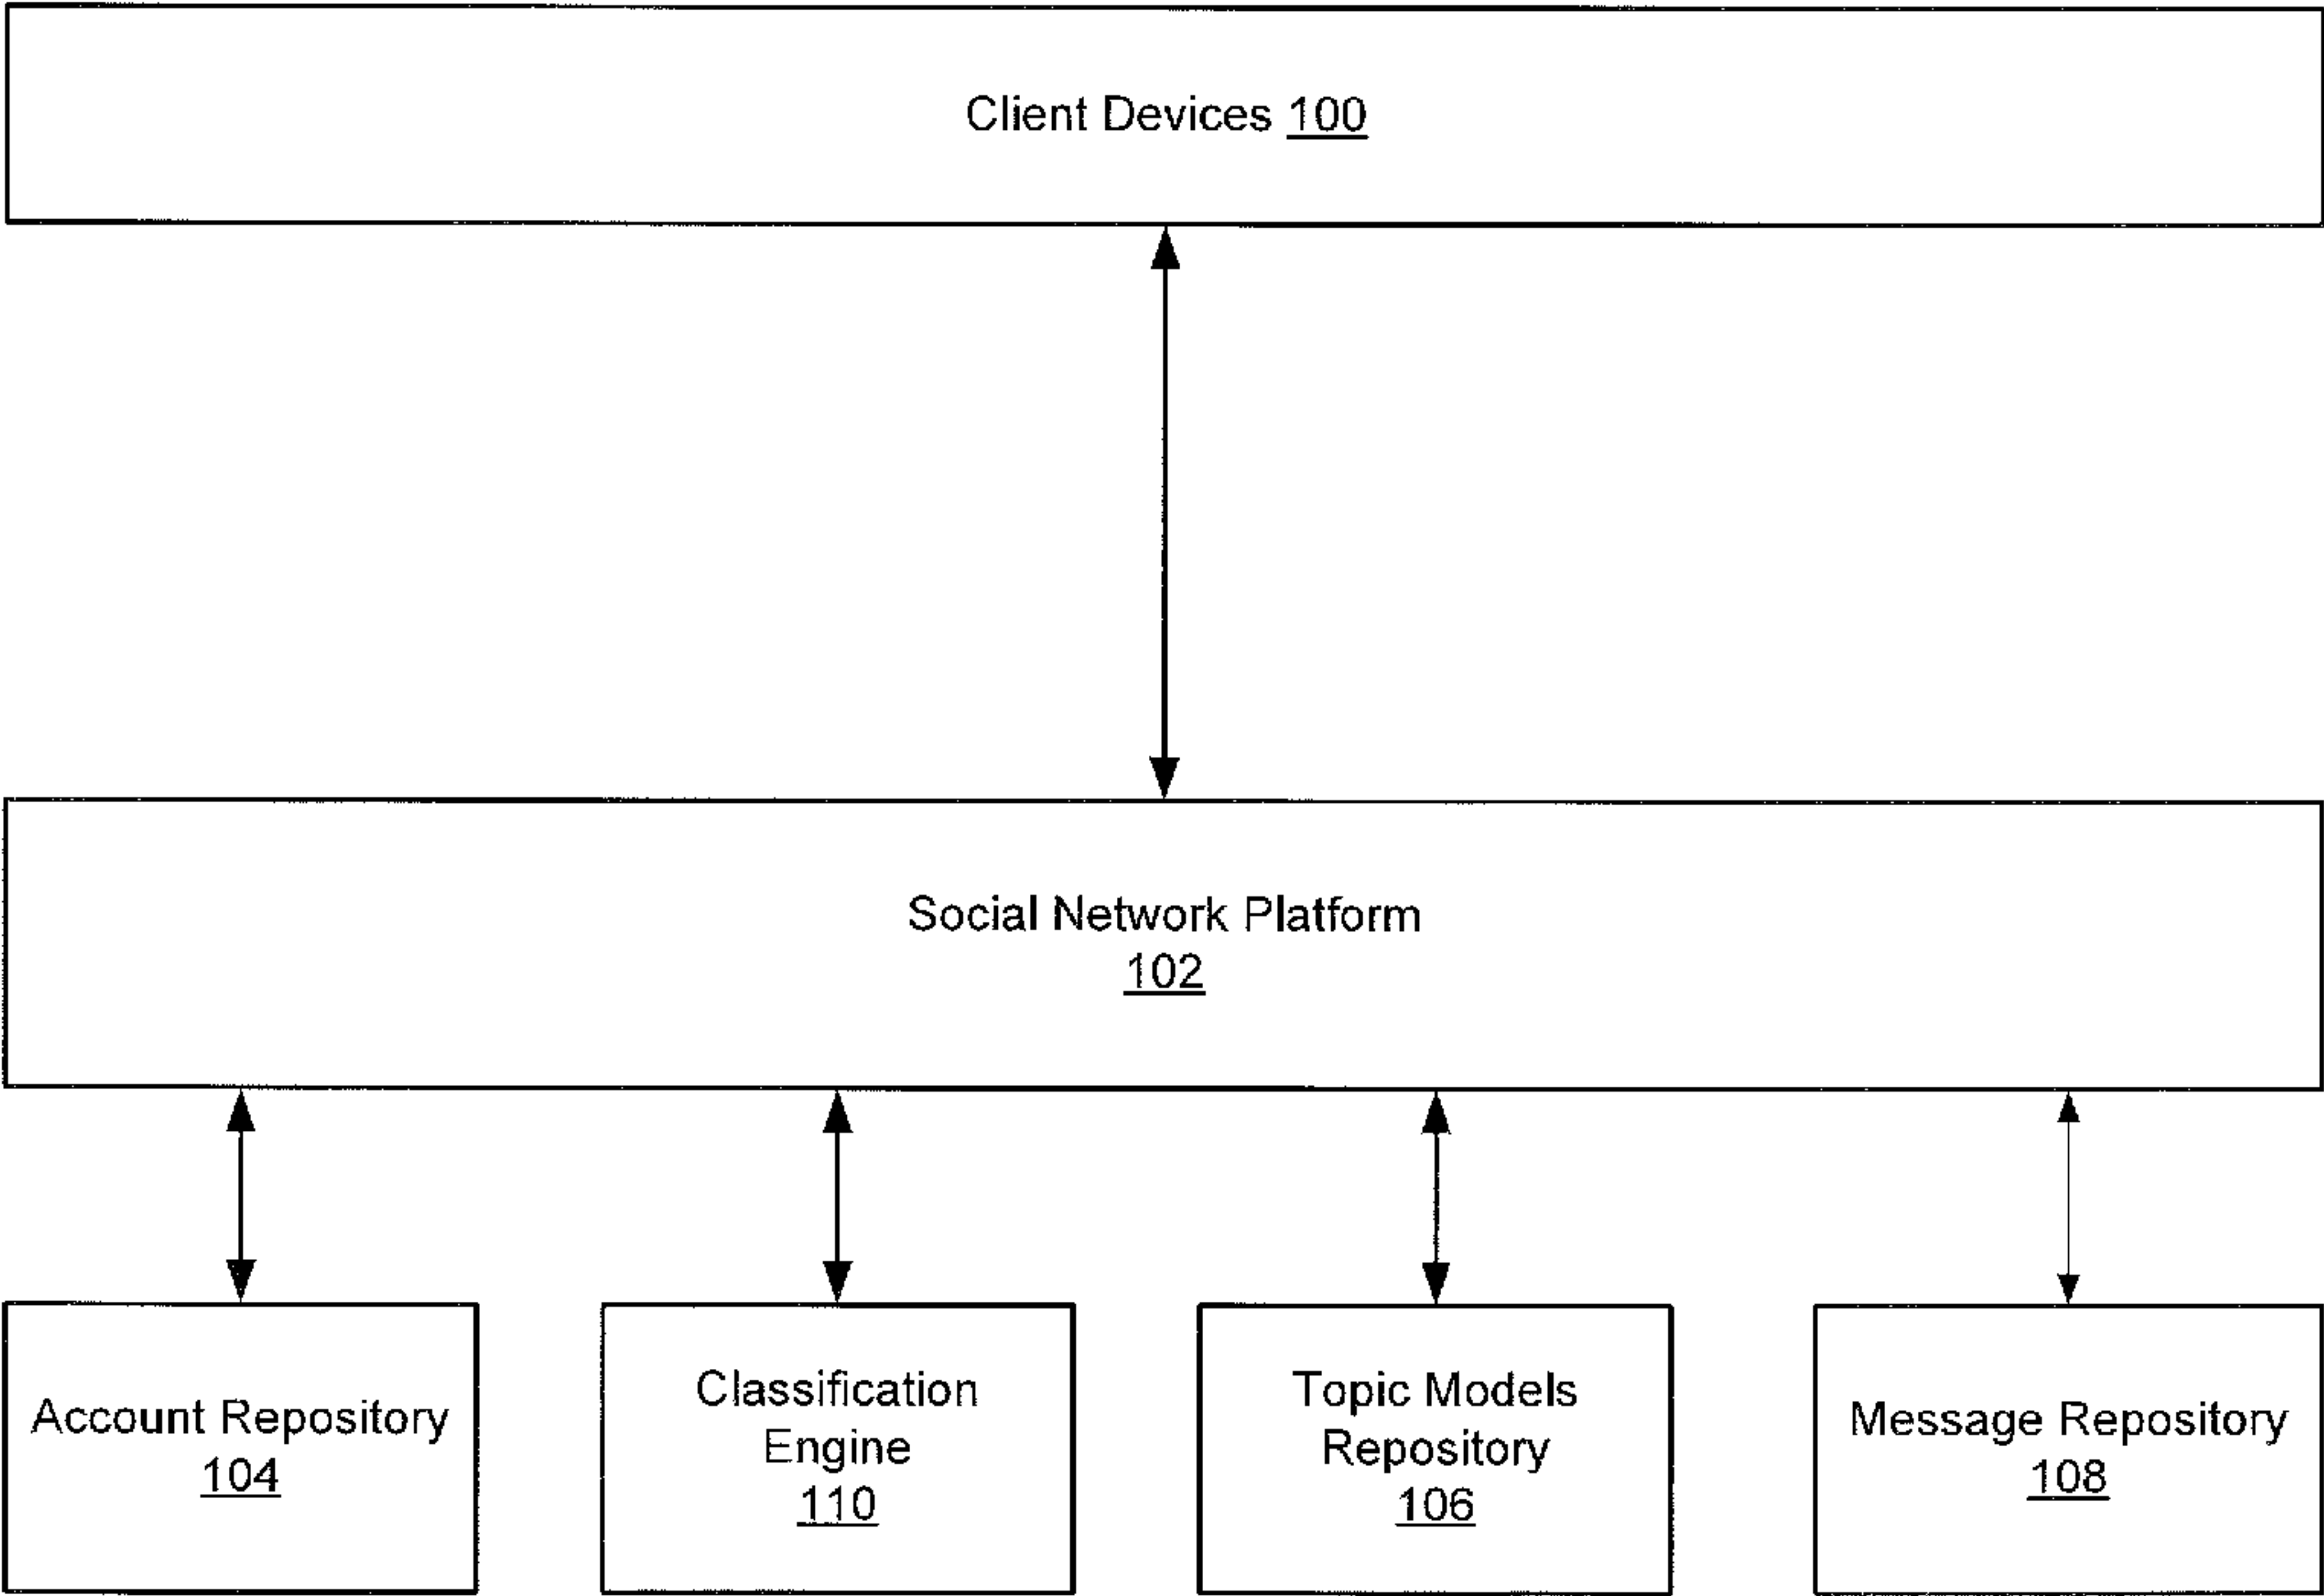 Client Devices 100
Social Network Platform
102
Account Repository
104
Classification
Engine
110
Topic Models
Repository
106
Message Repository
108